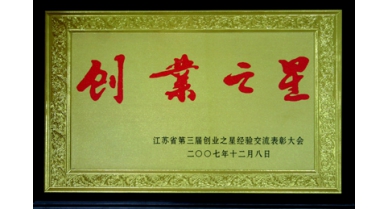 创業之星
江苏省第三届创业之星经验交流表彰大会
二〇〇七年十二月八日